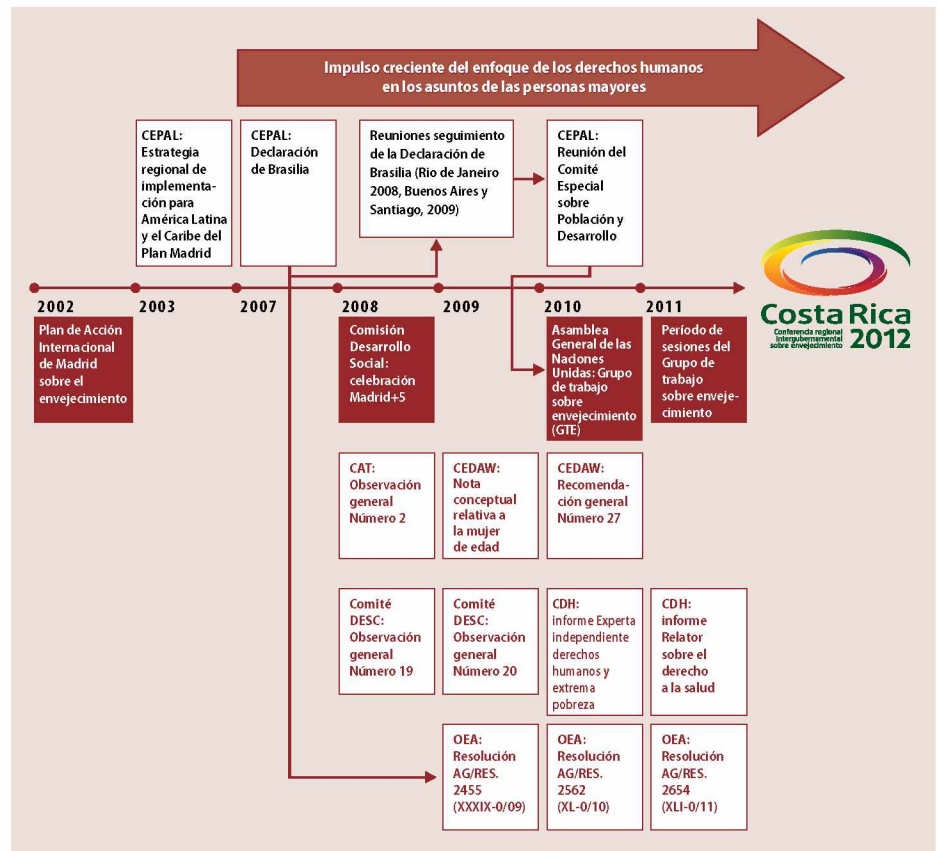 Impulso creciente del enfoque de los derechos humanos
en los asuntos de las personas mayores
CEPAL:
Estrategia
regional de
implementa-
ción para
América Latina
y el Caribe del
Plan Madrid
CEPAL:
Declaración
de Brasilia
Reuniones seguimiento
de la Declaración de
Brasilia (Rio de Janeiro
2008, Buenos Aires y
Santiago, 2009)
CEPAL:
Reunión del
Comité
Especial
sobre
Población y
Desarrollo
2002
2003
2007
2008
2009
2010
2011
Costa Rica
Conferencia regional
intergubernamental
sobre envejecimiento
2012
Plan de Acción
Internacional
de Madrid
sobre el
envejecimiento
Comisión
Desarrollo
Social:
celebración
Madrid+5
Asamblea
General de las
Naciones
Unidas: Grupo
de trabajo
sobre
envejecimiento
(GTE)
Período de
sesiones del
Grupo de
trabajo
sobre enveje-
cimiento
CAT:
Observación
general
Número 2
CEDAW:
Nota
conceptual
relativa a
la mujer
de edad
CEDAW:
Recomenda-
ción general
Número 27
Comité
DESC:
Observación
general
Número 19
Comité
DESC:
Observación
general
Número 20
CDH:
informe Experta
independiente
derechos
humanos y
extrema
pobreza
CDH:
informe
Relator
sobre el
derecho
a la salud
OEA:
Resolución
AG/RES.
2455
(XXXIX-0/09)
OEA:
Resolución
AG/RES.
2562
(XL-0/10)
OEA:
Resolución
AG/RES.
2654
(XLI-0/11)